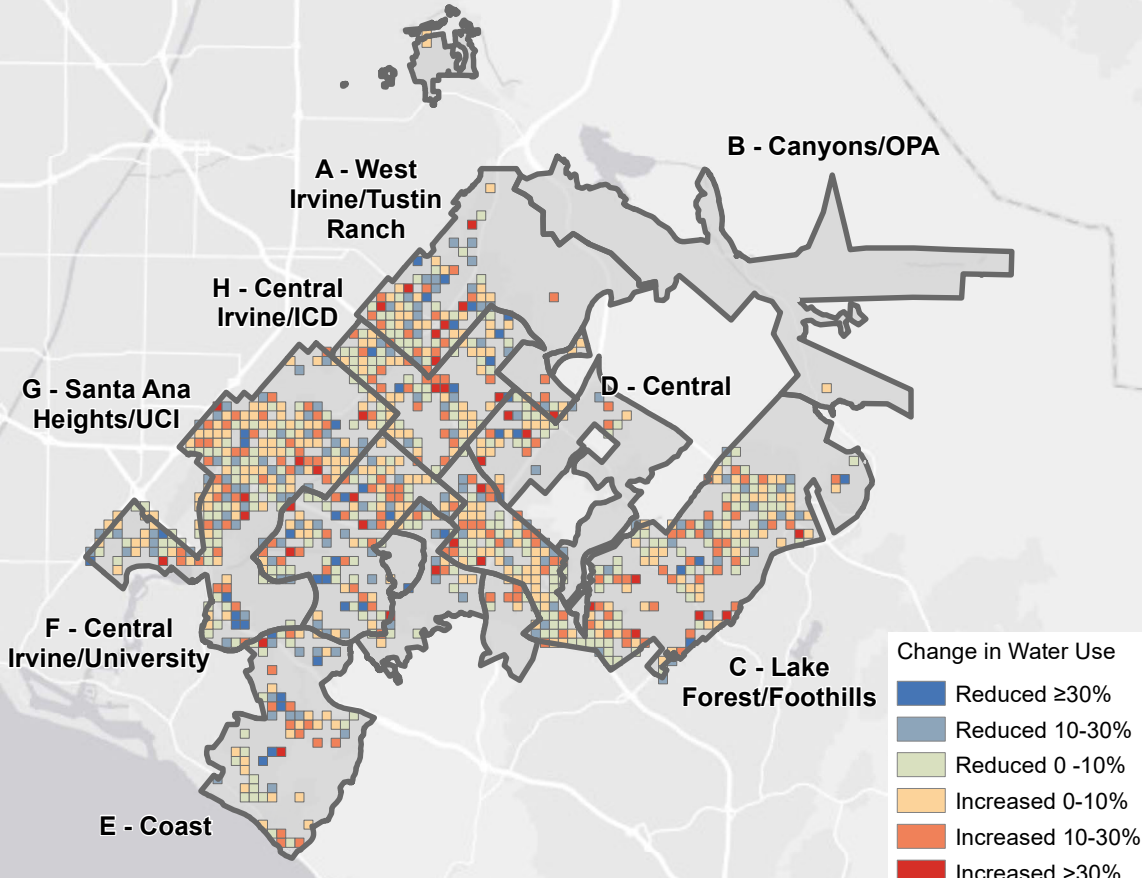 B - Canyons/OPA
A - West
Irvine/Tustin
Ranch
H - Central
Irvine/ICD
G - Santa Ana
Heights/UCI
D - Central
F - Central
Irvine/University
C - Lake
Forest/Foothills
E - Coast
Change in Water Use
Reduced ≥30%
Reduced 10-30%
Reduced 0 -10%
Increased 0-10%
Increased 10-30%
Increased ≥30%